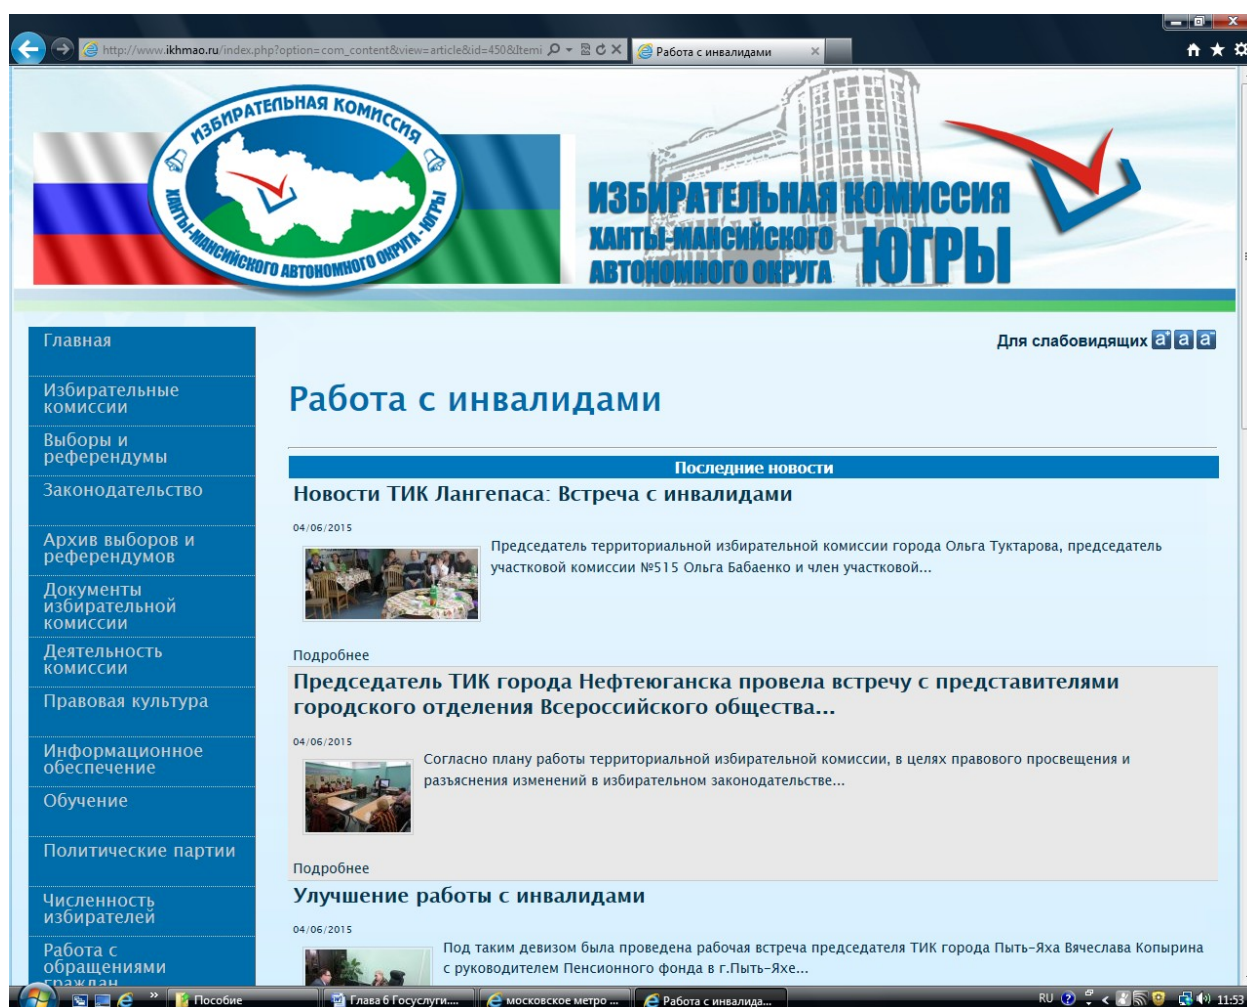 http://www.ikhmao.ru/index.php?option=com_content&view=article&id=450&Itemi
Работа с инвалидами
ИЗБИРАТЕЛЬНАЯ КОМИССИЯ
ХАНТЫ-МАНСИЙСКОГО АВТОНОМНОГО ОКРУГА - ЮГРЫ
ИЗБИРАТЕЛЬНАЯ КОМИССИЯ
ХАНТЫ-МАНСИЙСКОГО
АВТОНОМНОГО ОКРУГА ЮГРЫ
Для слабовидящих a+ a a-
Главная
Избирательные
комиссии
Выборы и
референдумы
Законодательство
Архив выборов и
референдумов
Документы
избирательной
комиссии
Деятельность
комиссии
Правовая культура
Информационное
обеспечение
Обучение
Политические партии
Численность
избирателей
Работа с
обращениями
граждан
Работа с инвалидами
Последние новости
Новости ТИК Лангепаса: Встреча с инвалидами
04/06/2015
Председатель территориальной избирательной комиссии города Ольга Туктарова, председатель
участковой комиссии №515 Ольга Бабаенко и член участковой...
Подробнее
Председатель ТИК города Нефтеюганска провела встречу с представителями
городского отделения Всероссийского общества...
04/06/2015
Согласно плану работы территориальной избирательной комиссии, в целях правового просвещения и
разъяснения изменений в избирательном законодательстве...
Подробнее
Улучшение работы с инвалидами
04/06/2015
Под таким девизом была проведена рабочая встреча председателя ТИК города Пыть-Яха Вячеслава Копырина
с руководителем Пенсионного фонда в г.Пыть-Яхе...
Пособие
Глава 6 Госуслуги....
московское метро ...
Работа с инвалида...
RU
11:53